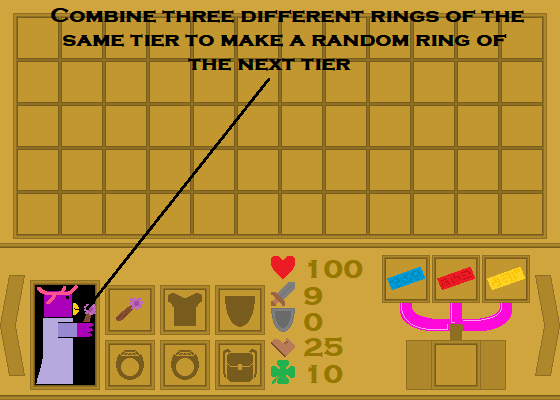 Combine three different rings of the
same tier to make a random ring of
the next tier
100
9
0
25
10